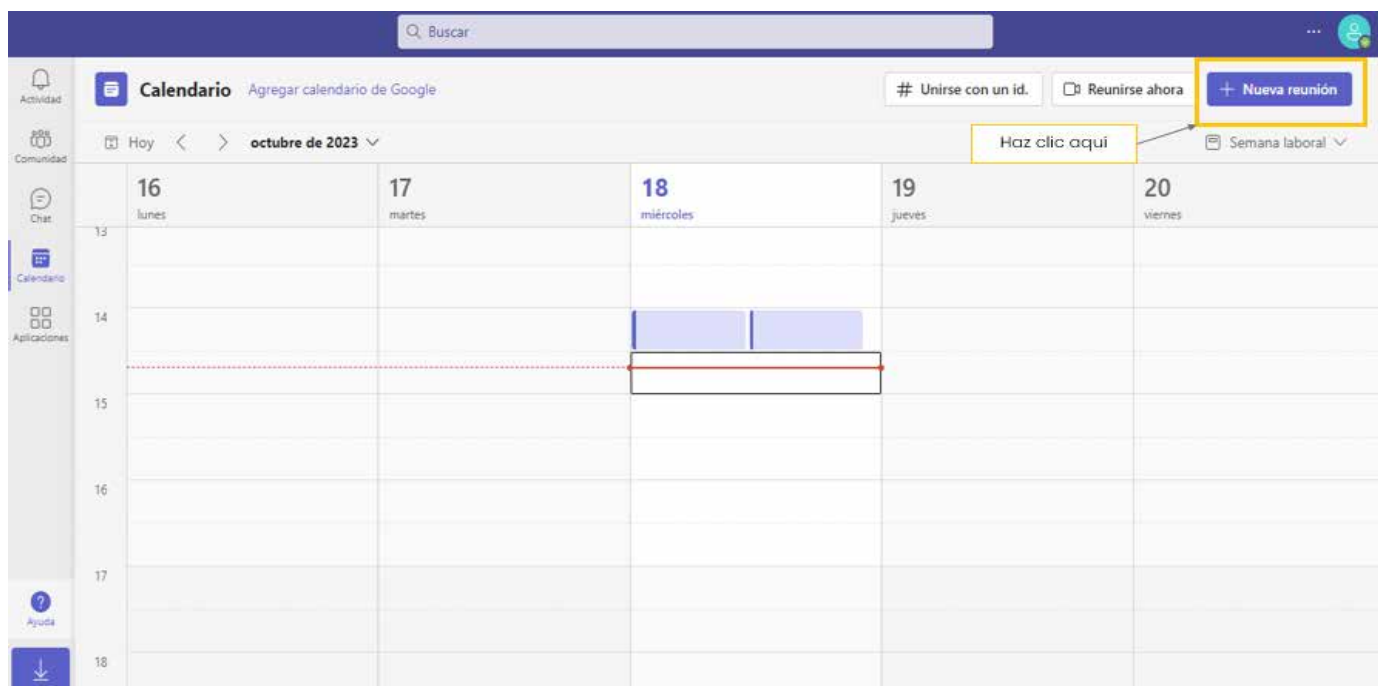 Buscar
Actividad
Calendario
Agregar calendario de Google
# Unirse con un id.
Reunirse ahora
+ Nueva reunión
Comunidad
Hoy
octubre de 2023
Haz clic aquí
Semana laboral
Chat
16
lunes
17
martes
18
miércoles
19
jueves
20
viernes
13
Calendario
14
Aplicaciones
15
16
17
Ayuda
18